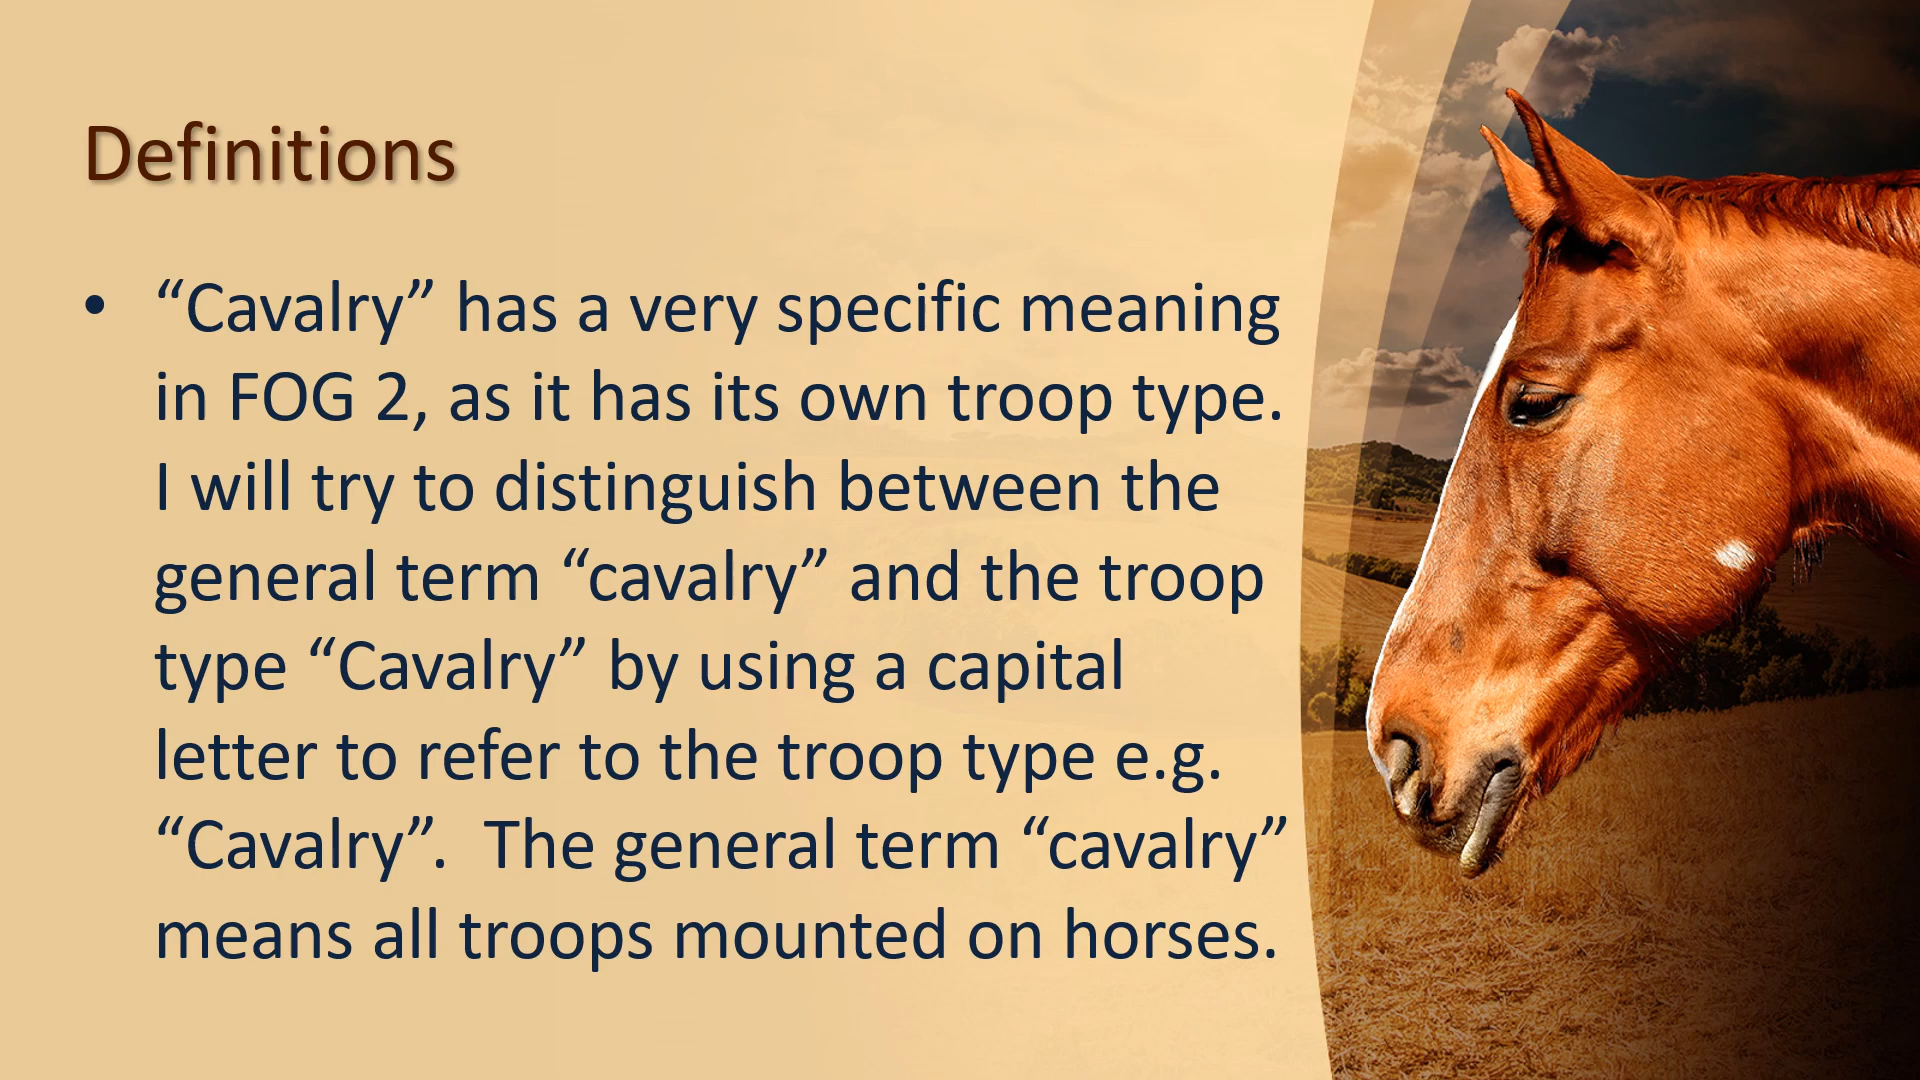 Definitions
• “Cavalry” has a very specific meaning
in FOG 2, as it has its own troop type.
I will try to distinguish between the
general term “cavalry” and the troop
type “Cavalry” by using a capital
letter to refer to the troop type e.g.
“Cavalry”.  The general term “cavalry”
means all troops mounted on horses.